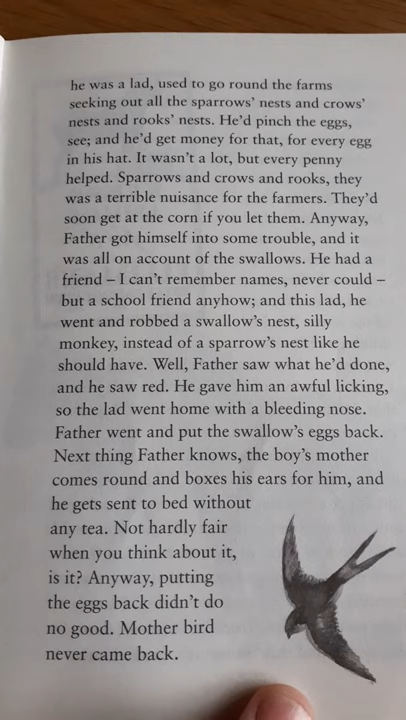 he was a lad, used to go round the farms
seeking out all the sparrows' nests and crows'
nests and rooks' nests. He'd pinch the eggs,
see; and he'd get money for that, for every egg
in his hat. It wasn't a lot, but every penny
helped. Sparrows and crows and rooks, they
was a terrible nuisance for the farmers. They'd
soon get at the corn if you let them. Anyway,
Father got himself into some trouble, and it
was all on account of the swallows. He had a
friend – I can't remember names, never could –
but a school friend anyhow; and this lad, he
went and robbed a swallow's nest, silly
monkey, instead of a sparrow's nest like he
should have. Well, Father saw what he'd done,
and he saw red. He gave him an awful licking,
so the lad went home with a bleeding nose.
Father went and put the swallow's eggs back.
Next thing Father knows, the boy's mother
comes round and boxes his ears for him, and
he gets sent to bed without
any tea. Not hardly fair
when you think about it,
is it? Anyway, putting
the eggs back didn't do
no good. Mother bird
never came back.